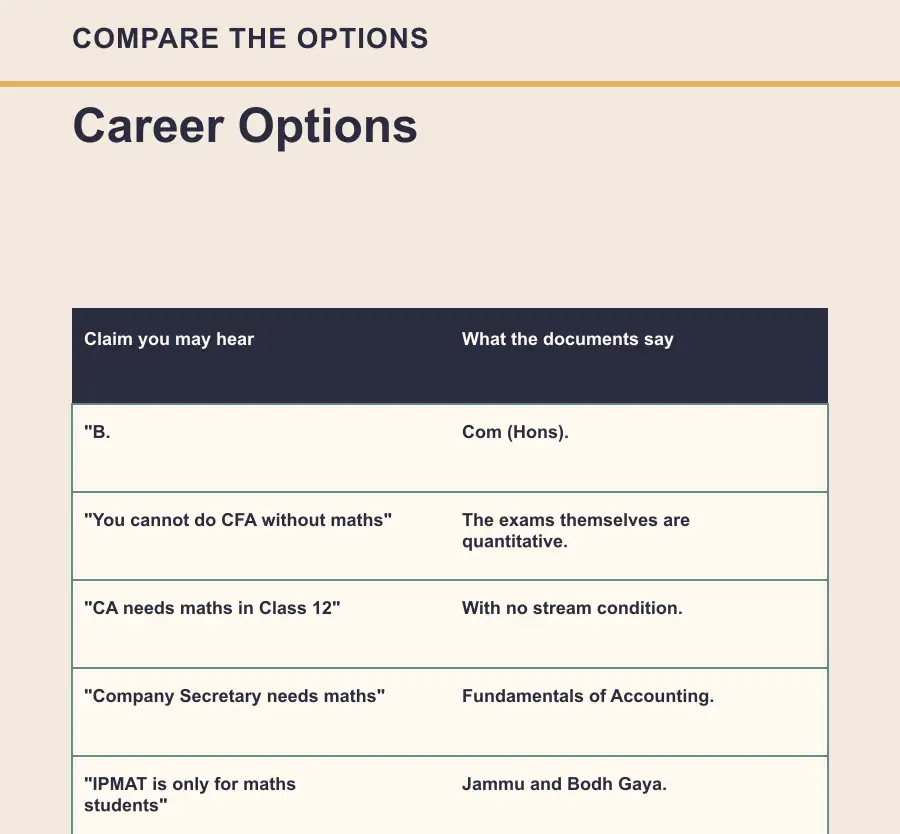 COMPARE THE OPTIONS
Career Options
Claim you may hear
What the documents say
"B.
Com (Hons).
"You cannot do CFA without maths"
The exams themselves are
quantitative.
"CA needs maths in Class 12"
With no stream condition.
"Company Secretary needs maths"
Fundamentals of Accounting.
"IPMAT is only for maths
students"
Jammu and Bodh Gaya.